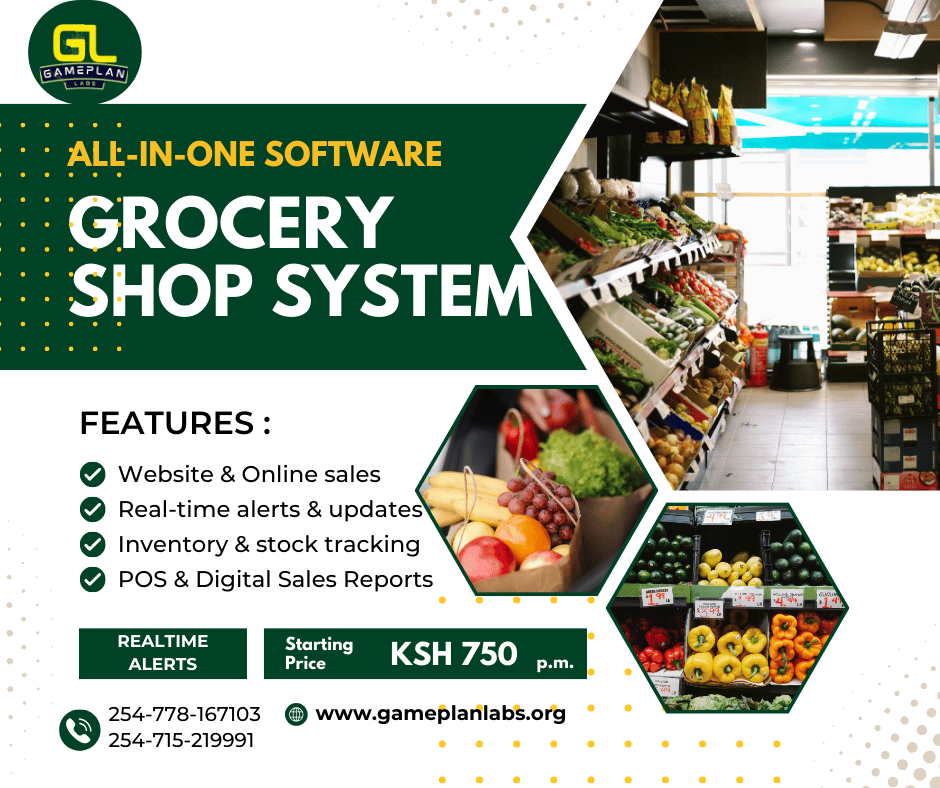 GL
GAMEPLAN
LABS
ALL-IN-ONE SOFTWARE
GROCERY
SHOP SYSTEM
FEATURES :
Website & Online sales
Real-time alerts & updates
Inventory & stock tracking
POS & Digital Sales Reports
REALTIME
ALERTS
Starting
Price
KSH 750 p.m.
254-778-167103
254-715-219991
www.gameplanlabs.org